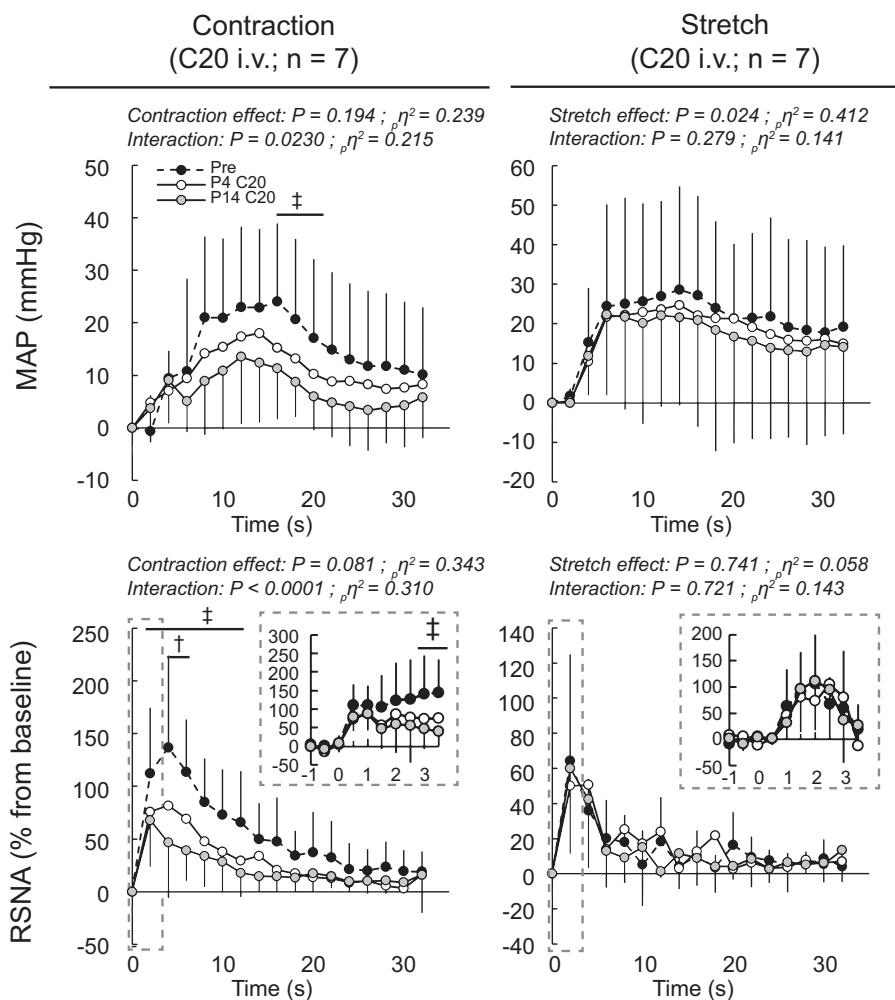 Contraction
(C20 i.v.; n = 7)
Stretch
(C20 i.v.; n = 7)
Contraction effect: P = 0.194 ; pη2 = 0.239
Interaction: P = 0.0230 ; pη2 = 0.215
Stretch effect: P = 0.024 ; pη2 = 0.412
Interaction: P = 0.279 ; pη2 = 0.141
MAP (mmHg)
50
40
30
20
10
0
-10
Pre
P4 C20
P14 C20
‡
0 10 20 30
Time (s)
60
50
40
30
20
10
0
-10
-20
0 10 20 30
Time (s)
Contraction effect: P = 0.081 ; pη2 = 0.343
Interaction: P < 0.0001 ; pη2 = 0.310
Stretch effect: P = 0.741 ; pη2 = 0.058
Interaction: P = 0.721 ; pη2 = 0.143
RSNA (% from baseline)
250
200
150
100
50
0
-50
‡
†
300
250
200
150
100
50
0
-50
‡
-1 0 1 2 3
0 10 20 30
Time (s)
140
120
100
80
60
40
20
0
-20
-40
200
150
100
50
0
-50
-1 0 1 2 3
0 10 20 30
Time (s)